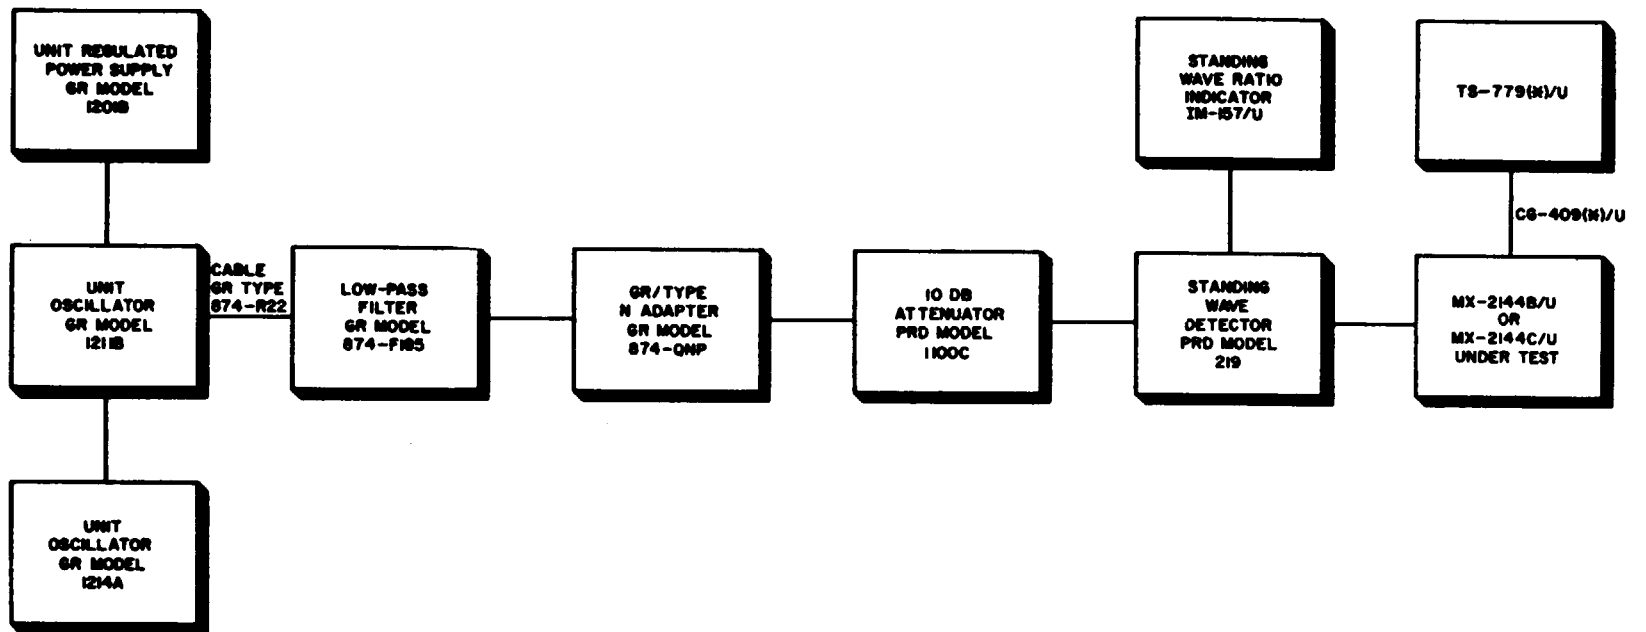 UNIT REGULATED
POWER SUPPLY
GR MODEL
1201B
STANDING
WAVE RATIO
INDICATOR
IM-157/U
TS-779(*)/U
CG-409(*)/U
UNIT
OSCILLATOR
GR MODEL
1211B
CABLE
GR TYPE
874-R22
LOW-PASS
FILTER
GR MODEL
874-F185
GR/TYPE
N ADAPTER
GR MODEL
874-QNP
10 DB
ATTENUATOR
PRD MODEL
1100C
STANDING
WAVE
DETECTOR
PRD MODEL
219
MX-2144B/U
OR
MX-2144C/U
UNDER TEST
UNIT
OSCILLATOR
GR MODEL
1214A